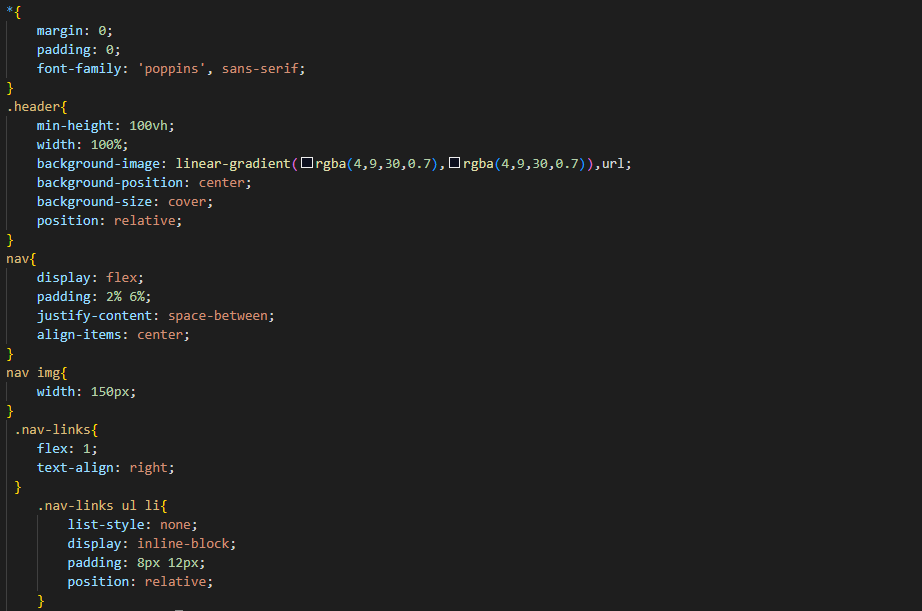 *{
    margin: 0;
    padding: 0;
    font-family: 'poppins', sans-serif;
}
.header{
    min-height: 100vh;
    width: 100%;
    background-image: linear-gradient(rgba(4,9,30,0.7),rgba(4,9,30,0.7)),url;
    background-position: center;
    background-size: cover;
    position: relative;
}
nav{
    display: flex;
    padding: 2% 6%;
    justify-content: space-between;
    align-items: center;
}
nav img{
    width: 150px;
}
 .nav-links{
    flex: 1;
    text-align: right;
 }
    .nav-links ul li{
        list-style: none;
        display: inline-block;
        padding: 8px 12px;
        position: relative;
    }